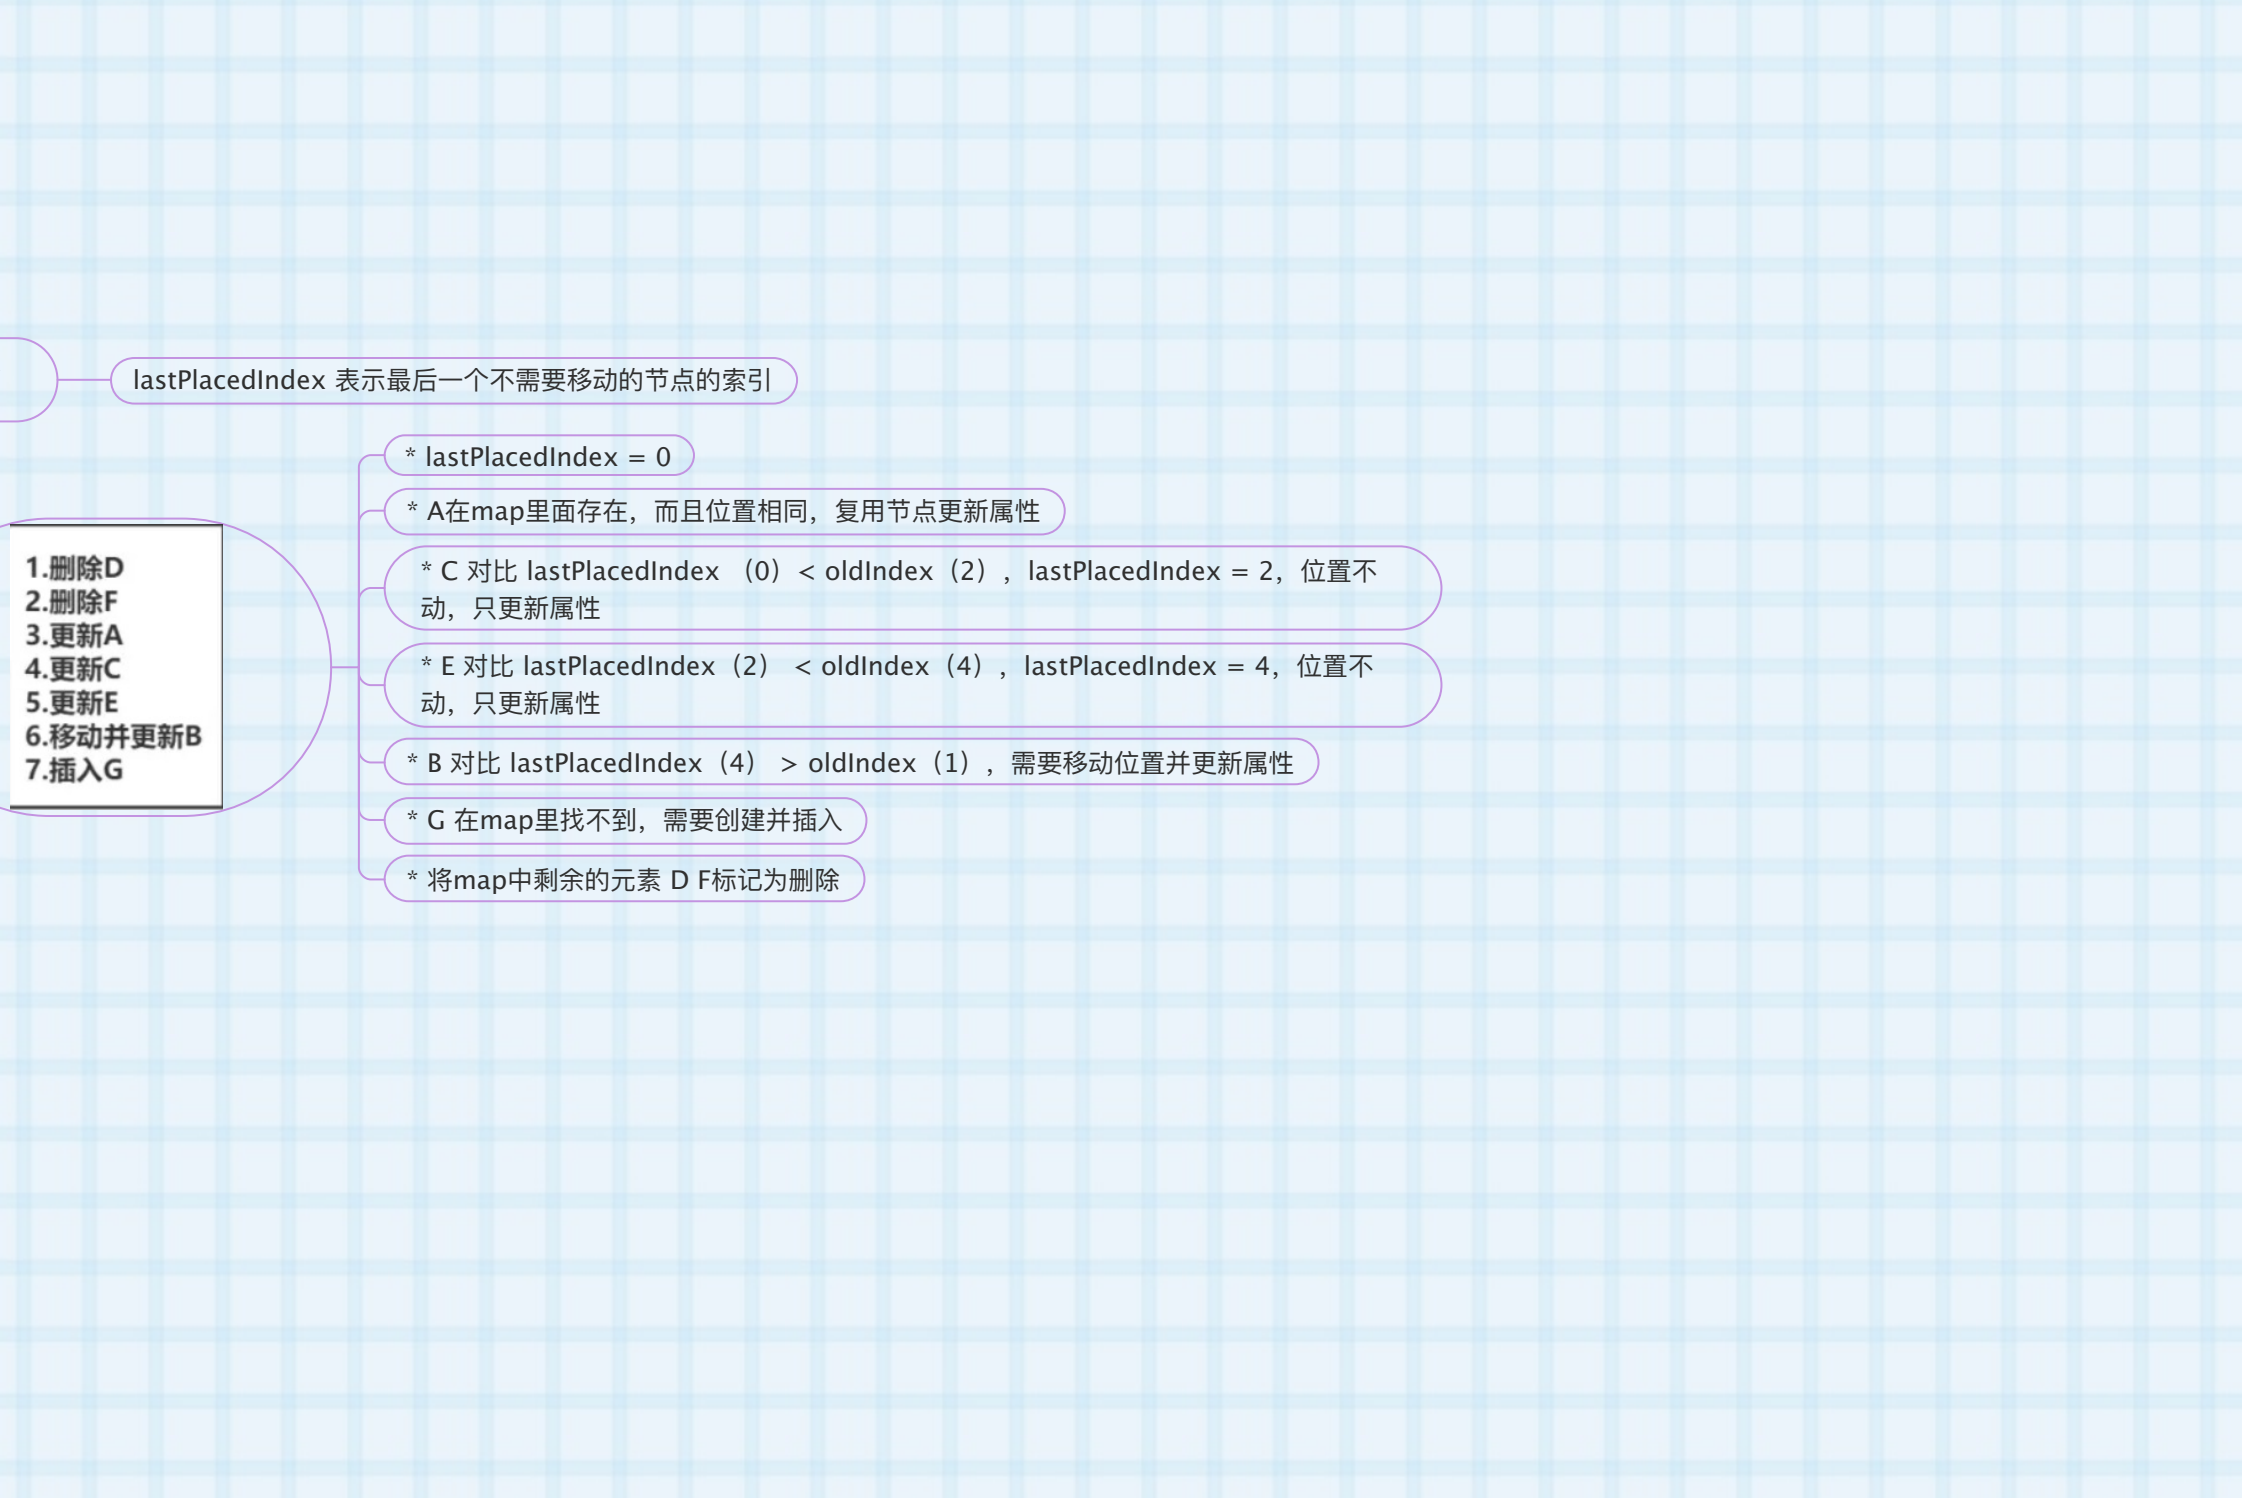 lastPlacedIndex 表示最后一个不需要移动的节点的索引
1.删除D
2.删除F
3.更新A
4.更新C
5.更新E
6.移动并更新B
7.插入G
* lastPlacedIndex = 0
* A在map里面存在，而且位置相同，复用节点更新属性
* C 对比 lastPlacedIndex （0）< oldIndex（2），lastPlacedIndex = 2，位置不
动，只更新属性
* E 对比 lastPlacedIndex（2） < oldIndex（4），lastPlacedIndex = 4，位置不
动，只更新属性
* B 对比 lastPlacedIndex（4） > oldIndex（1），需要移动位置并更新属性
* G 在map里找不到，需要创建并插入
* 将map中剩余的元素 D F标记为删除